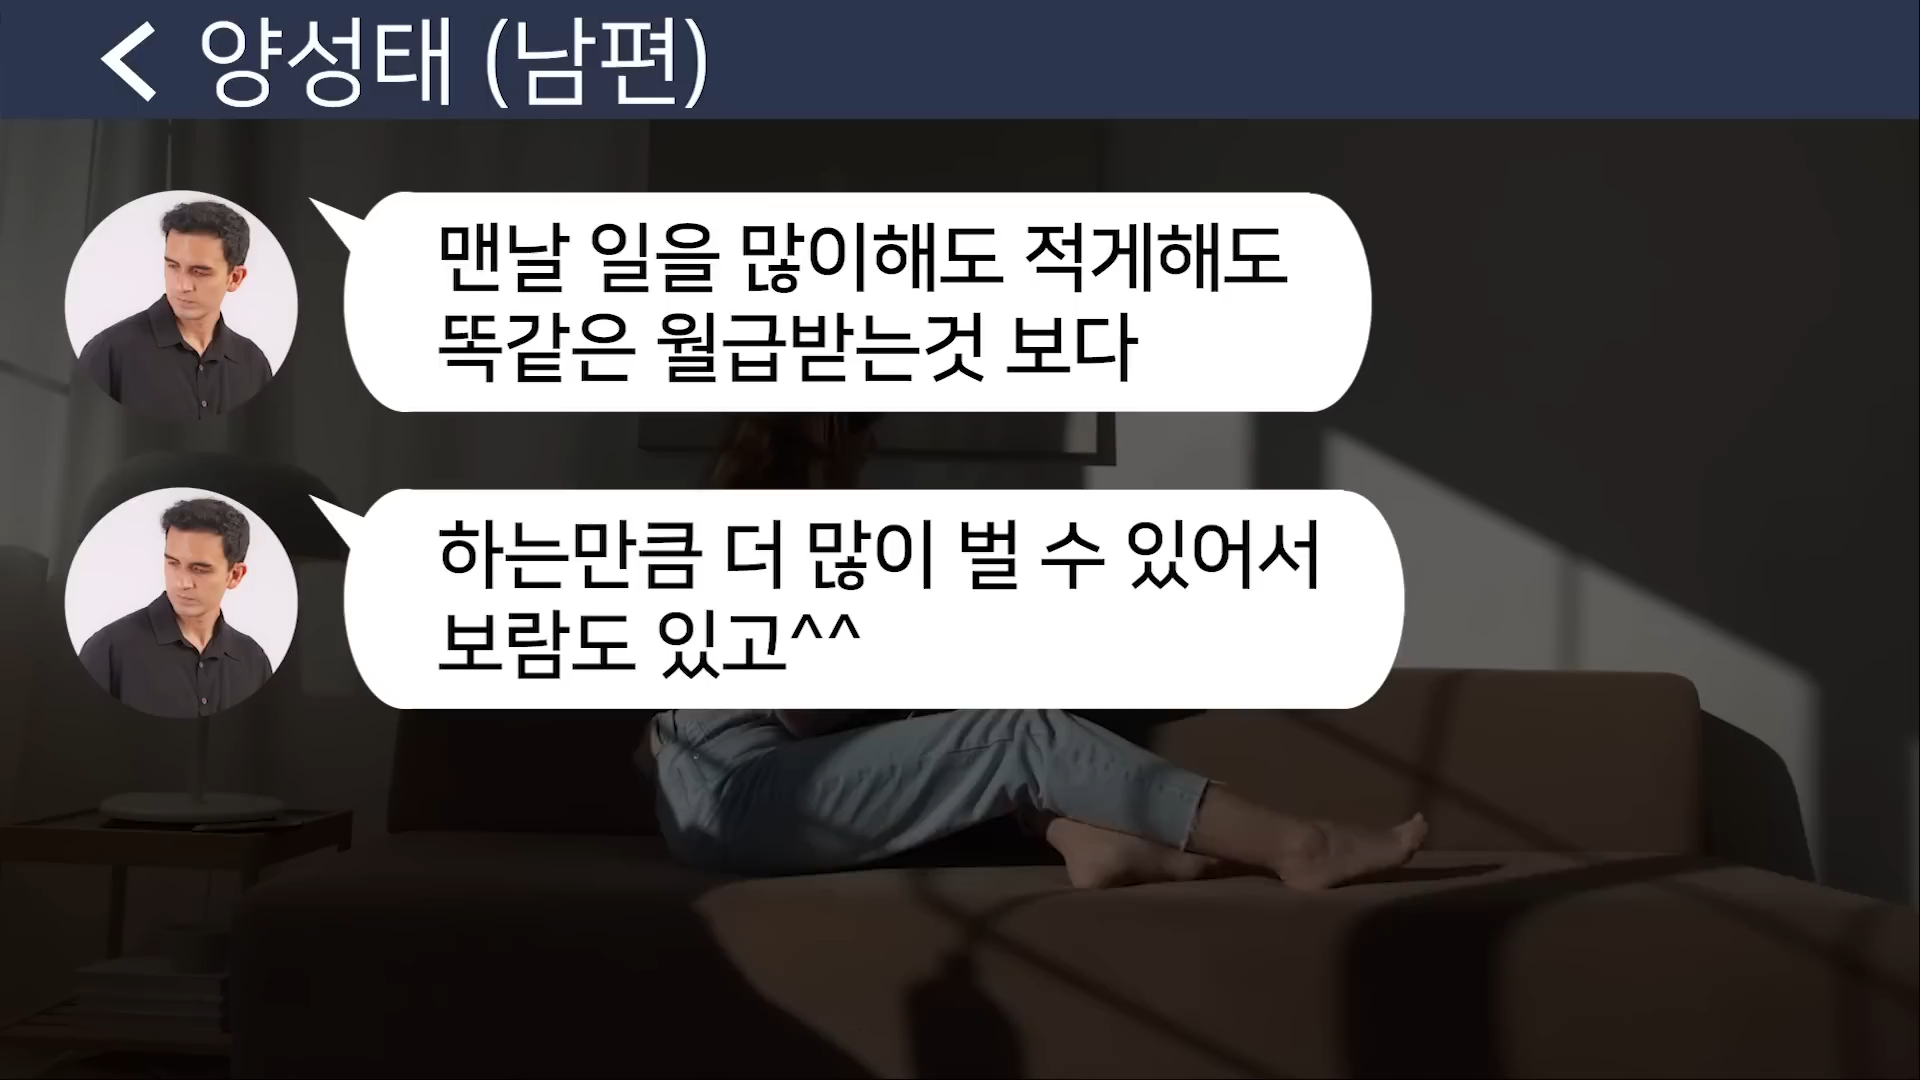 양성태 (남편)
맨날 일을 많이해도 적게해도
똑같은 월급받는것 보다
하는만큼 더 많이 벌 수 있어서
보람도 있고^^